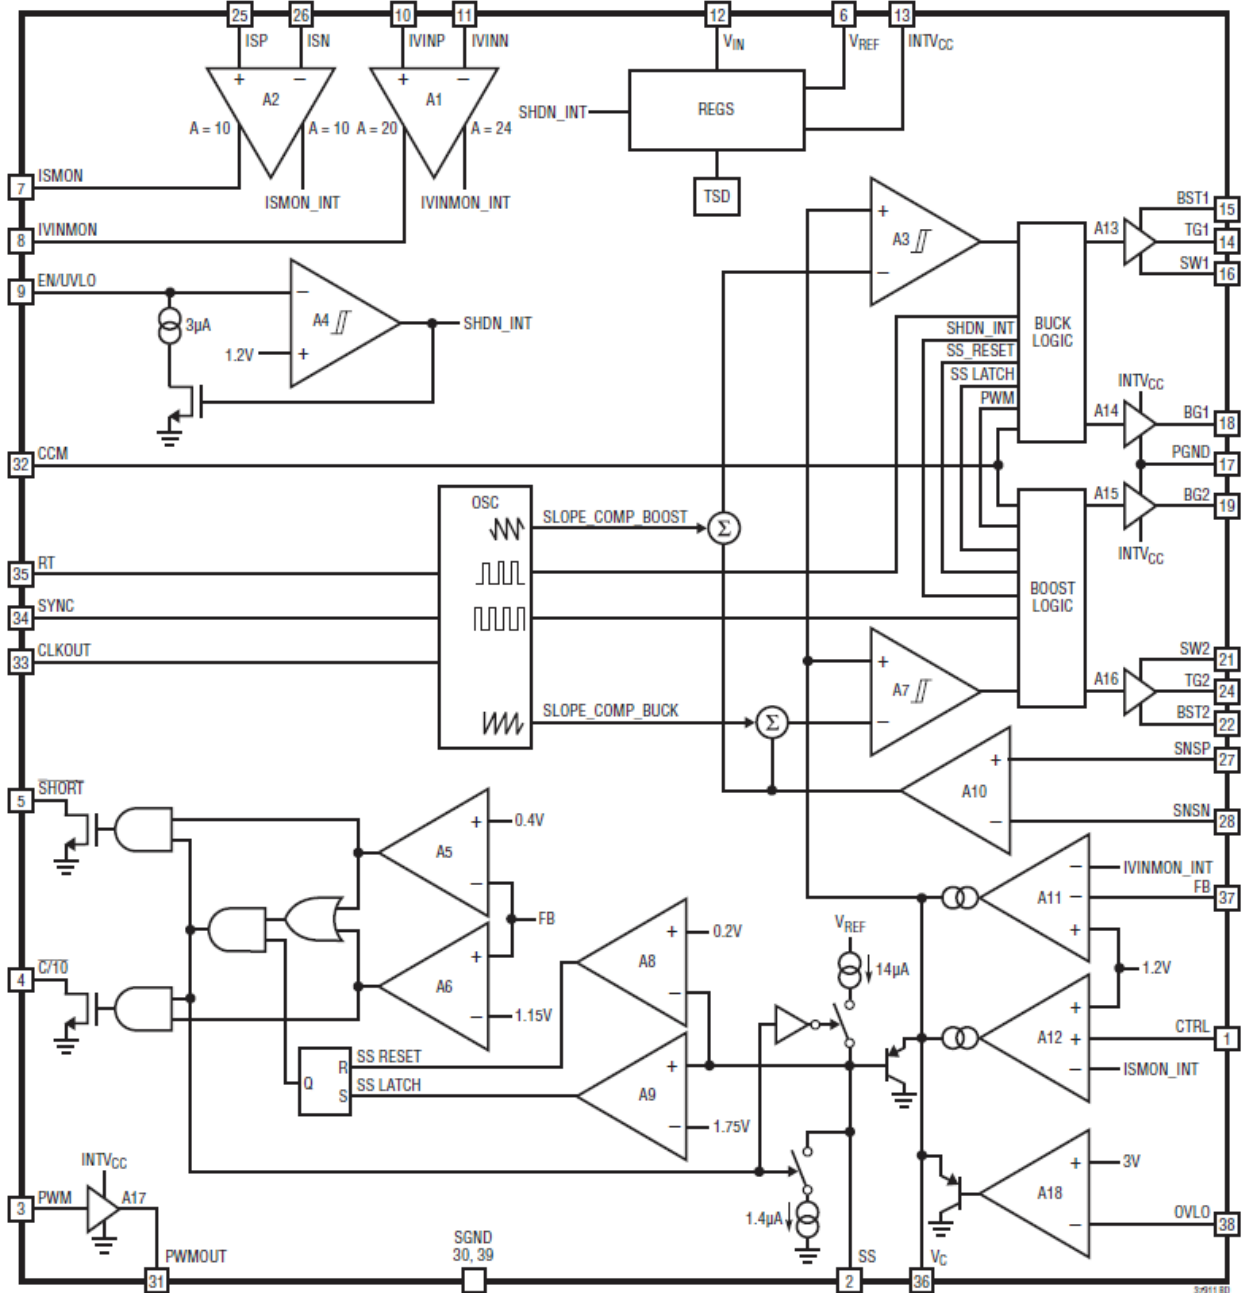 25 26 10 11 12 6 13
ISP ISN IVINP IVINN VIN VREF INTVCC
+ − + −
A2 A1
A = 10 A = 10 A = 20 A = 24
SHDN_INT REGS
TSD
7 ISMON
ISMON_INT IVINMON_INT
8 IVINMON
9 EN/UVLO
− A4 +
3µA
1.2V
SHDN_INT
+ A3 −
BUCK
LOGIC
SHDN_INT
SS_RESET
SS LATCH
PWM
A13
BST1 15
TG1 14
SW1 16
INTVCC
A14 BG1 18
PGND 17
A15 BG2 19
INTVCC
32 CCM
OSC
SLOPE_COMP_BOOST Σ
35 RT
34 SYNC
33 CLKOUT
SLOPE_COMP_BUCK Σ
BOOST
LOGIC
+ A7 −
A16
SW2 21
TG2 24
BST2 22
SNSP 27
+ A10 −
SNSN 28
5 SHORT
+ 0.4V
A5
−
FB
+
A6
− 1.15V
4 C/10
+ 0.2V
A8
−
+
A9
− 1.75V
R SS RESET
Q
S SS LATCH
VREF
14µA
1.4µA
− IVINMON_INT
A11 − FB 37
+
1.2V
+
A12 + CTRL 1
− ISMON_INT
+ 3V
A18
− OVLO 38
INTVCC
3 PWM A17
PWMOUT
31
SGND
30, 39
SS
2
VC
36